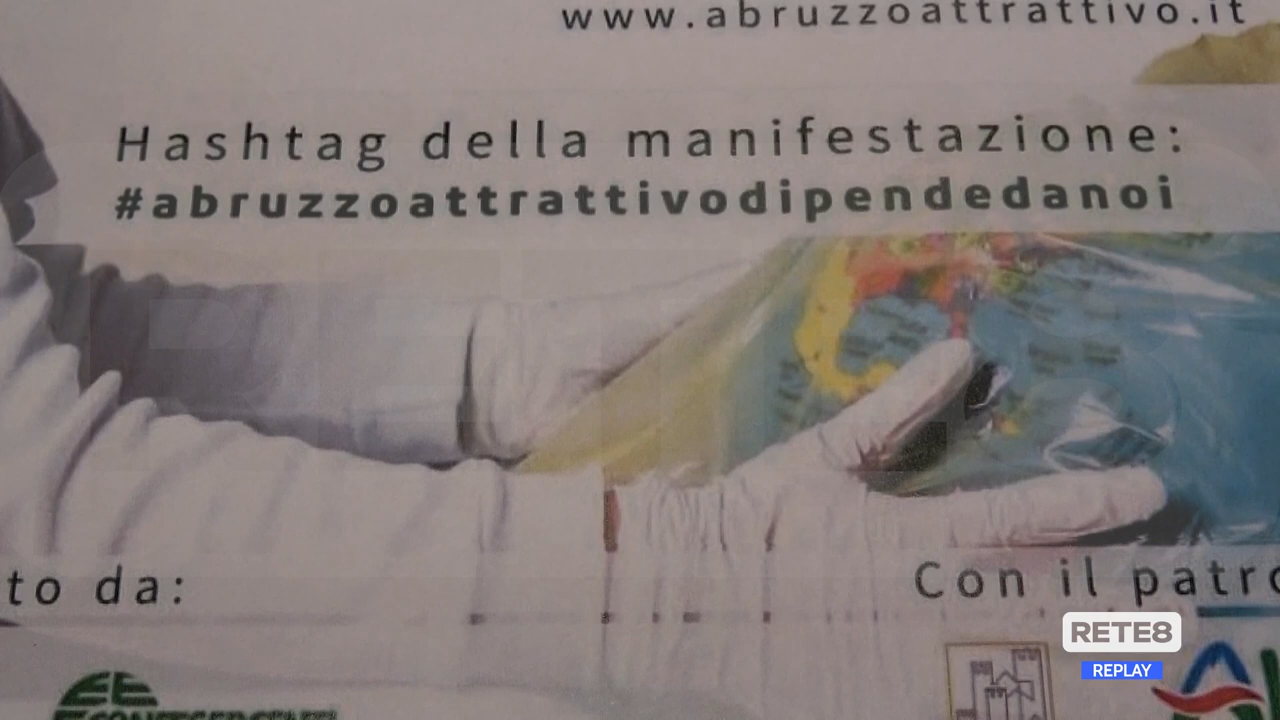 www.abruzzoattrattivo.it
Hashtag della manifestazione:
#abruzzoattrattivodipendedanoi
to da:
Con il patro
RETE8
REPLAY